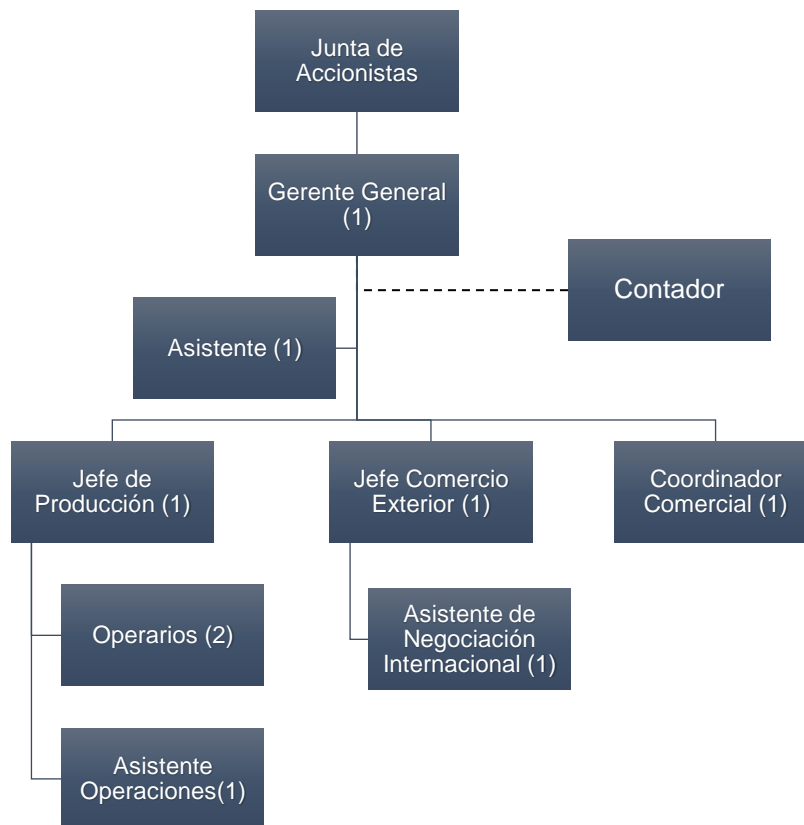 Junta de
Accionistas
Gerente General
(1)
Contador
Asistente (1)
Jefe de
Producción (1)
Jefe Comercio
Exterior (1)
Coordinador
Comercial (1)
Operarios (2)
Asistente de
Negociación
Internacional (1)
Asistente
Operaciones(1)